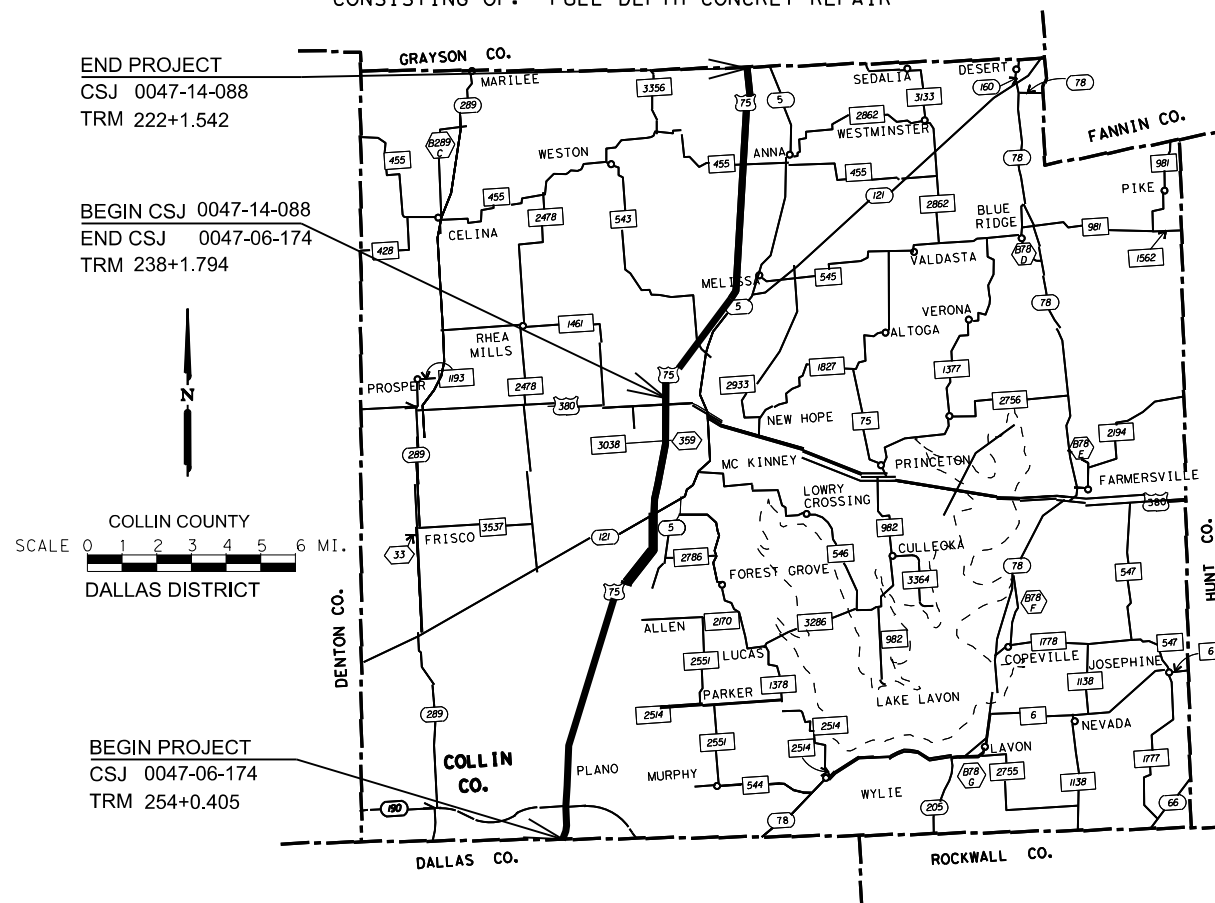 CONSISTING OF: FULL DEPTH CONCRET REPAIR
END PROJECT
CSJ 0047-14-088
TRM 222+1.542
BEGIN CSJ 0047-14-088
END CSJ 0047-06-174
TRM 238+1.794
N
COLLIN COUNTY
SCALE 0 1 2 3 4 5 6 MI.
DALLAS DISTRICT
BEGIN PROJECT
CSJ 0047-06-174
TRM 254+0.405
GRAYSON CO.
MARILEE
SEDALIA
DESERT
289
3356
75
5
3133
160
78
2862
WESTMINSTER
FANNIN CO.
B289
C
455
WESTON
455
ANNA
455
78
981
121
PIKE
455
2478
543
2862
BLUE
RIDGE
981
428
CELINA
VALDASTA
B78
D
1562
MELISSA
545
5
78
VERONA
1461
RHEA
MILLS
ALTOGA
75
1827
1377
PROSPER
1193
2478
2933
380
NEW HOPE
75
2756
3038
359
2194
B78
E
289
MC KINNEY
PRINCETON
FARMERSVILLE
LOWRY
CROSSING
380
3537
FRISCO
33
121
5
982
2786
546
CULLEOKA
HUNT CO.
FOREST GROVE
3364
78
547
75
B78
F
DENTON CO.
ALLEN
2170
3286
982
1778
547
2551
LUCAS
COPEVILLE
JOSEPHINE
6
1378
1138
PARKER
LAKE LAVON
289
2514
2514
6
NEVADA
2551
2514
LAVON
COLLIN
CO.
PLANO
MURPHY
544
B78
G
2755
1138
1777
WYLIE
190
78
205
66
DALLAS CO.
ROCKWALL CO.